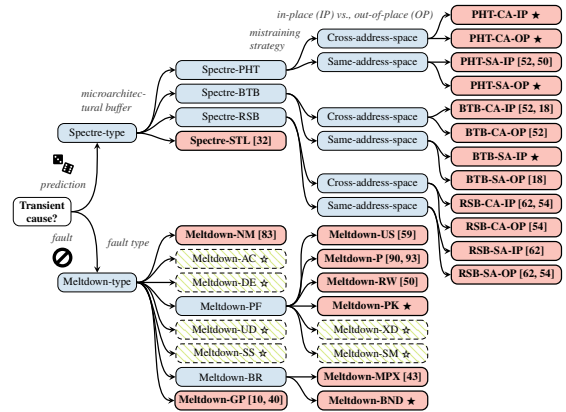 in-place (IP) vs., out-of-place (OP)
mistraining
strategy
microarchitec-
tural buffer
prediction
Transient
cause?
fault
fault type
Spectre-type
Meltdown-type
Spectre-PHT
Spectre-BTB
Spectre-RSB
Spectre-STL [32]
Cross-address-space
Same-address-space
Cross-address-space
Same-address-space
Cross-address-space
Same-address-space
PHT-CA-IP ★
PHT-CA-OP ★
PHT-SA-IP [52, 50]
PHT-SA-OP ★
BTB-CA-IP [52, 18]
BTB-CA-OP [52]
BTB-SA-IP ★
BTB-SA-OP [18]
RSB-CA-IP [62, 54]
RSB-CA-OP [54]
RSB-SA-IP [62]
RSB-SA-OP [62, 54]
Meltdown-NM [83]
Meltdown-AC ☆
Meltdown-DE ☆
Meltdown-PF
Meltdown-UD ☆
Meltdown-SS ☆
Meltdown-BR
Meltdown-GP [10, 40]
Meltdown-US [59]
Meltdown-P [90, 93]
Meltdown-RW [50]
Meltdown-PK ★
Meltdown-XD ☆
Meltdown-SM ☆
Meltdown-MPX [43]
Meltdown-BND ★